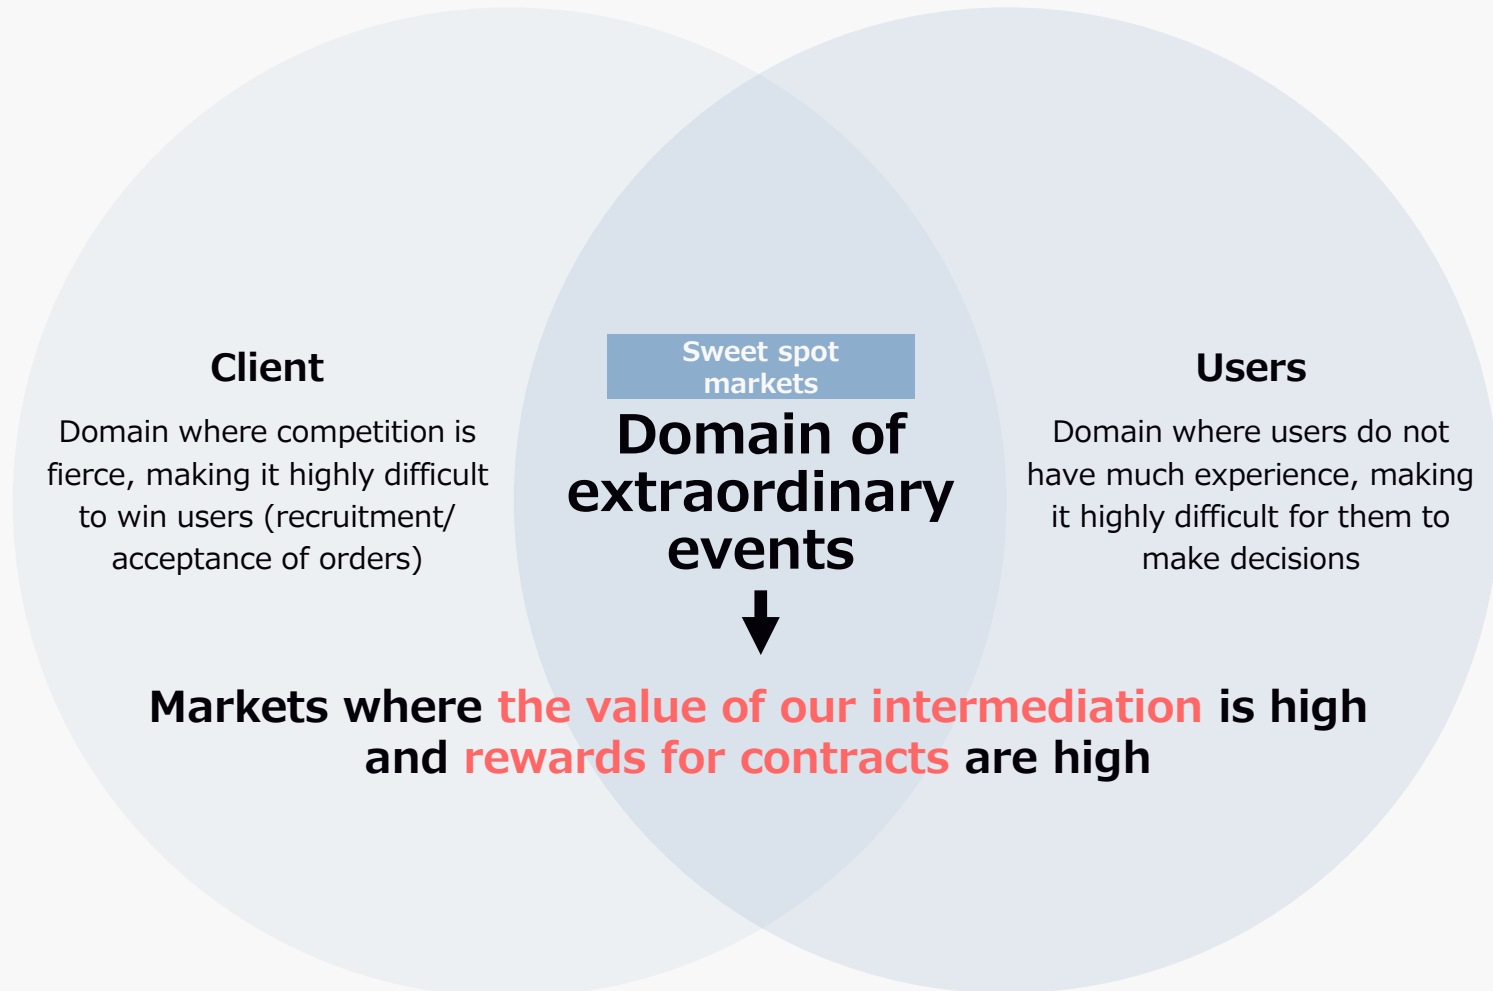 Client
Domain where competition is
fierce, making it highly difficult
to win users (recruitment/
acceptance of orders)
Sweet spot
markets
Domain of
extraordinary
events
Users
Domain where users do not
have much experience, making
it highly difficult for them to
make decisions
Markets where the value of our intermediation is high
and rewards for contracts are high